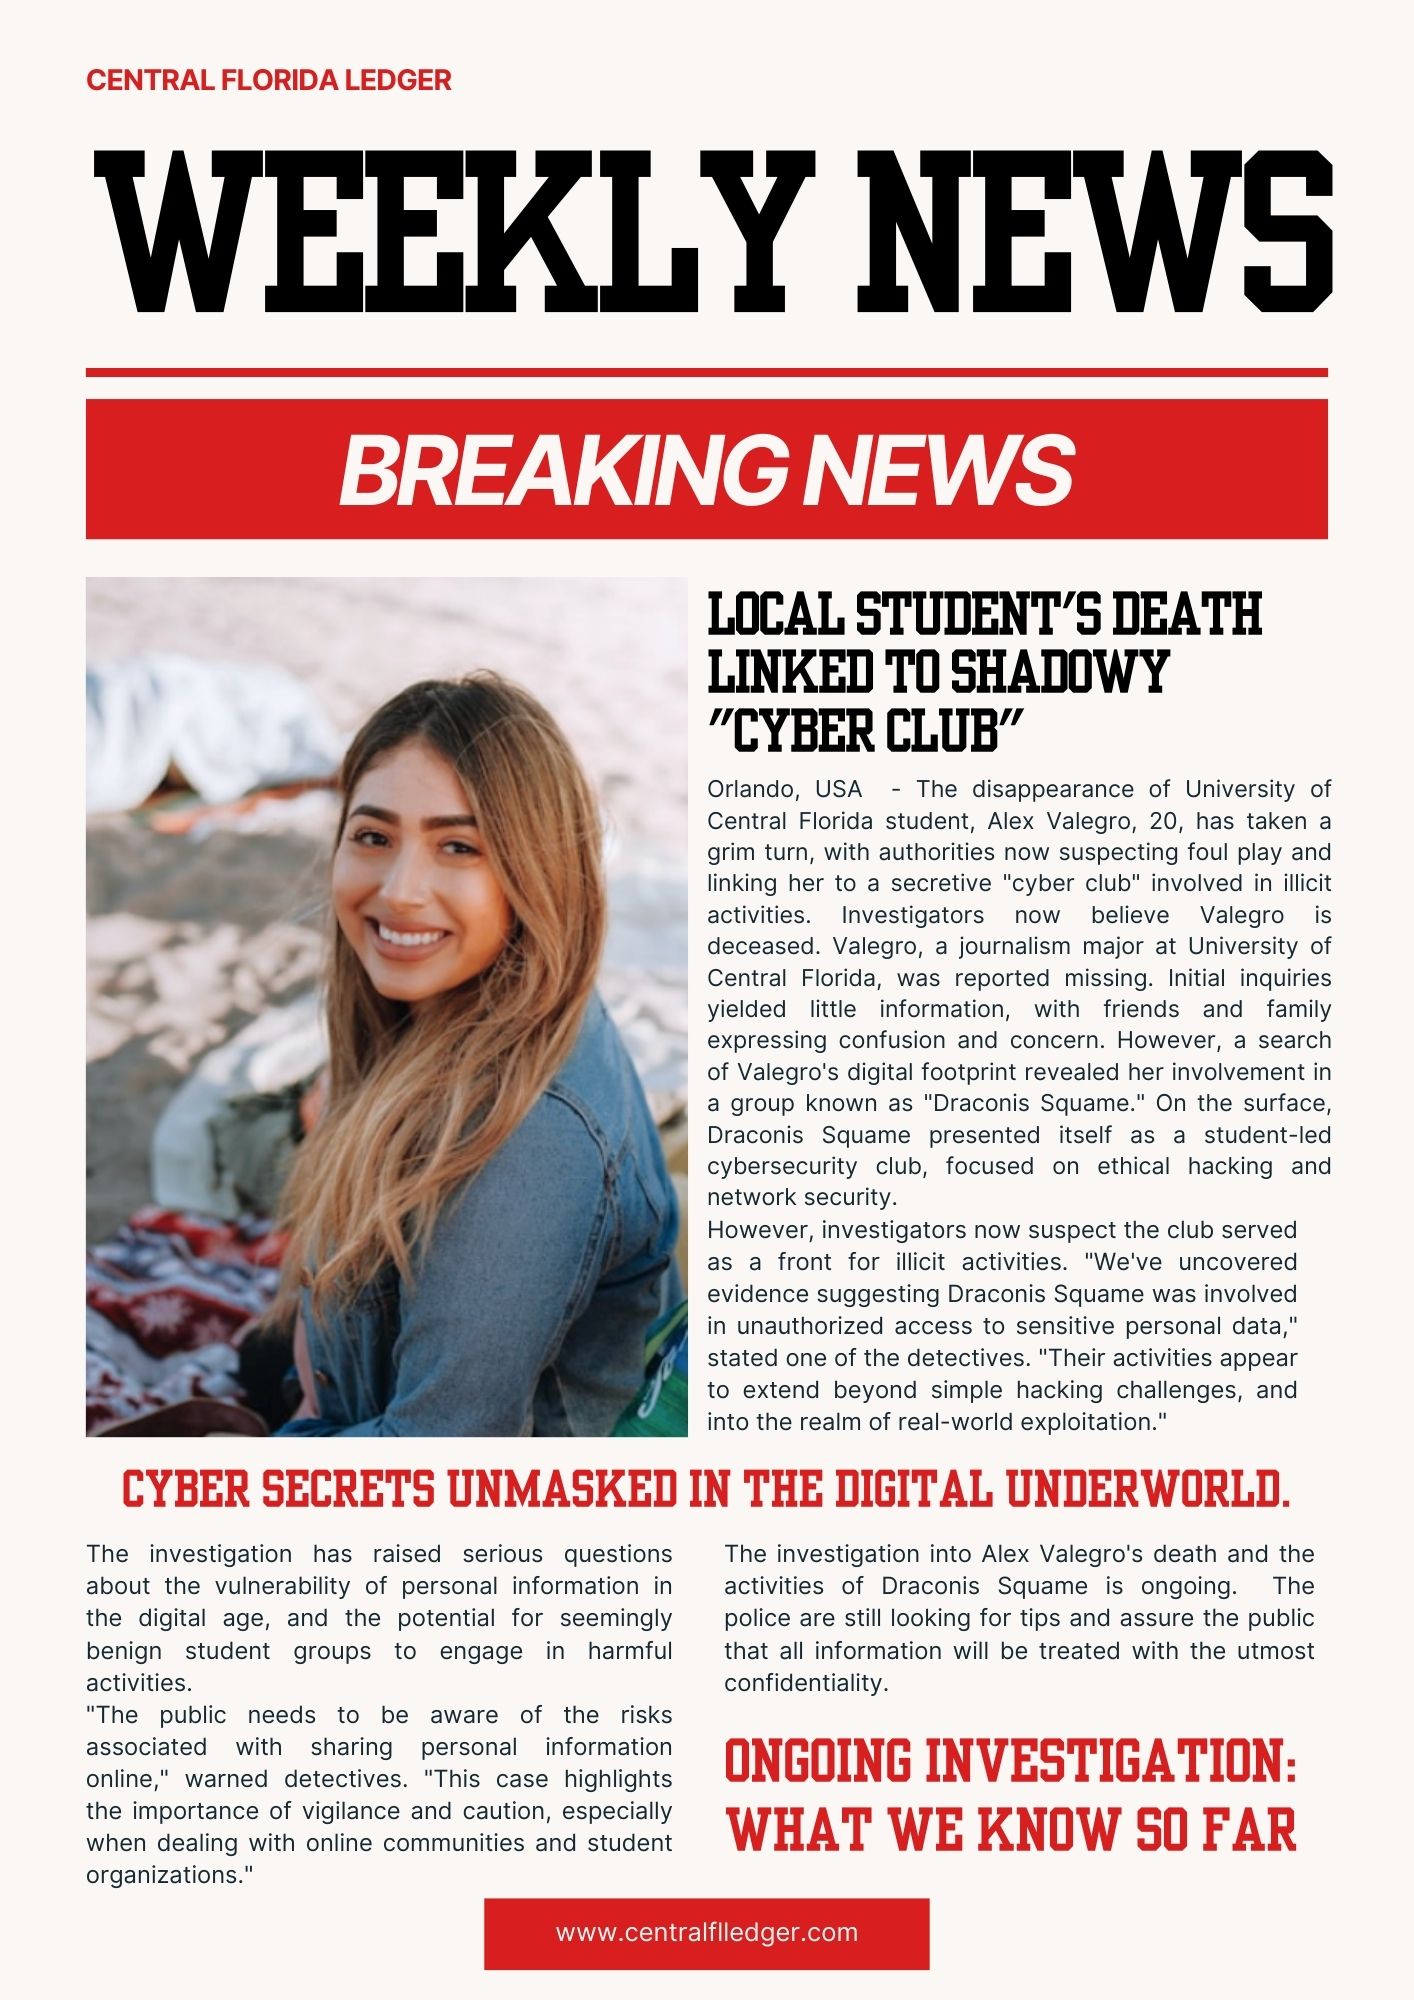 CENTRAL FLORIDA LEDGER
WEEKLY NEWS
BREAKING NEWS
LOCAL STUDENT'S DEATH
LINKED TO SHADOWY
"CYBER CLUB"
Orlando, USA - The disappearance of University of
Central Florida student, Alex Valegro, 20, has taken a
grim turn, with authorities now suspecting foul play and
linking her to a secretive "cyber club" involved in illicit
activities. Investigators now believe Valegro is
deceased. Valegro, a journalism major at University of
Central Florida, was reported missing. Initial inquiries
yielded little information, with friends and family
expressing confusion and concern. However, a search
of Valegro's digital footprint revealed her involvement in
a group known as "Draconis Squame." On the surface,
Draconis Squame presented itself as a student-led
cybersecurity club, focused on ethical hacking and
network security.
However, investigators now suspect the club served
as a front for illicit activities. "We've uncovered
evidence suggesting Draconis Squame was involved
in unauthorized access to sensitive personal data,"
stated one of the detectives. "Their activities appear
to extend beyond simple hacking challenges, and
into the realm of real-world exploitation."
CYBER SECRETS UNMASKED IN THE DIGITAL UNDERWORLD.
The investigation has raised serious questions
about the vulnerability of personal information in
the digital age, and the potential for seemingly
benign student groups to engage in harmful
activities.
"The public needs to be aware of the risks
associated with sharing personal information
online," warned detectives. "This case highlights
the importance of vigilance and caution, especially
when dealing with online communities and student
organizations."
The investigation into Alex Valegro's death and the
activities of Draconis Squame is ongoing. The
police are still looking for tips and assure the public
that all information will be treated with the utmost
confidentiality.
ONGOING INVESTIGATION:
WHAT WE KNOW SO FAR
www.centralflledger.com